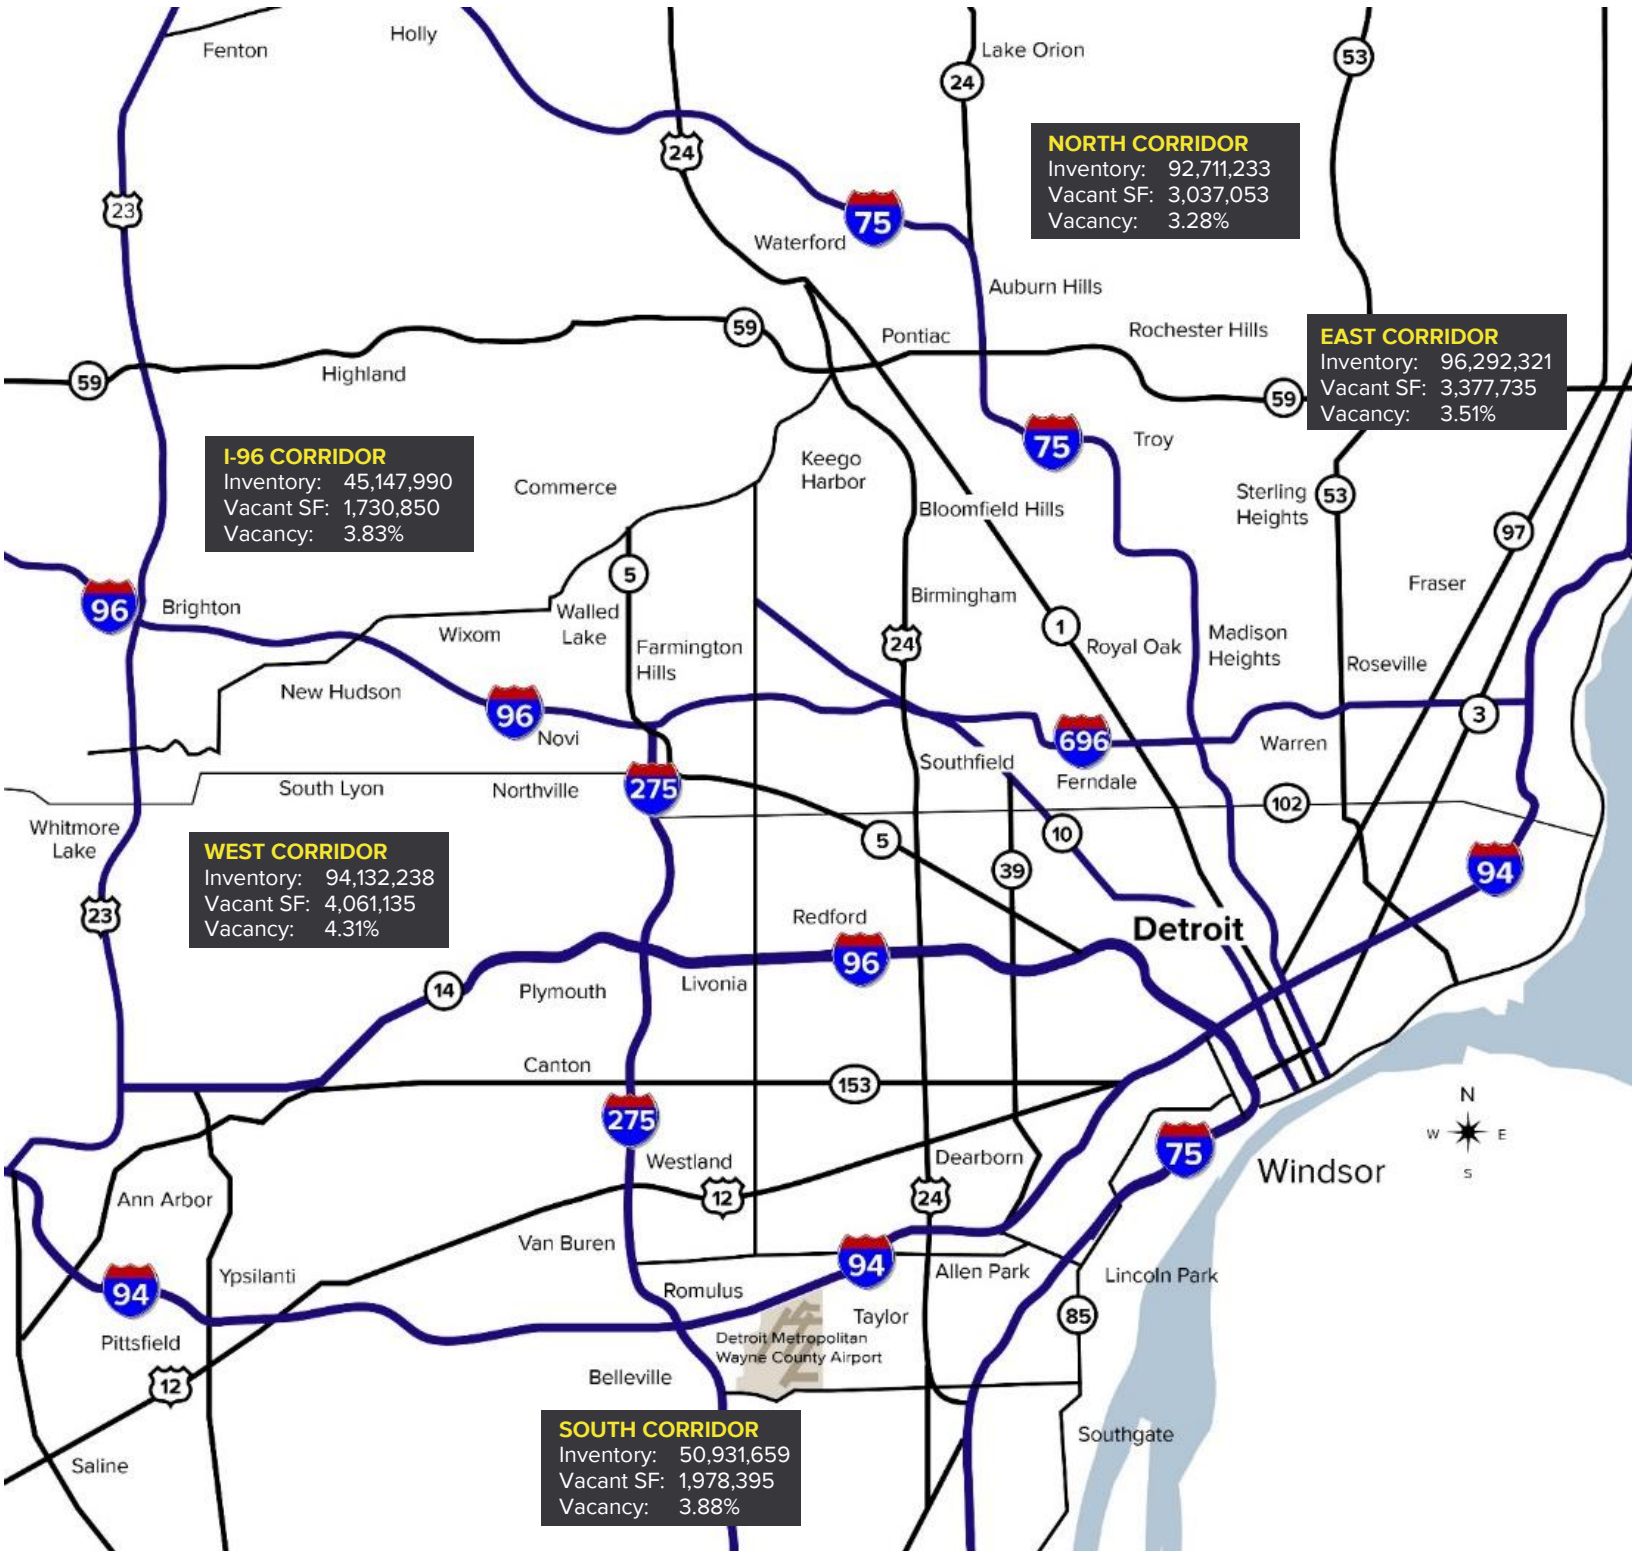 Holly
Fenton
Lake Orion
24
53
24
23
75
Waterford
NORTH CORRIDOR
Inventory: 92,711,233
Vacant SF: 3,037,053
Vacancy: 3.28%
Auburn Hills
59
Pontiac
Rochester Hills
EAST CORRIDOR
Inventory: 96,292,321
Vacant SF: 3,377,735
Vacancy: 3.51%
59
Highland
59
75
Troy
I-96 CORRIDOR
Inventory: 45,147,990
Vacant SF: 1,730,850
Vacancy: 3.83%
Commerce
Keego
Harbor
Bloomfield Hills
Sterling
Heights
53
97
5
96
Brighton
Walled
Lake
Wixom
Birmingham
Fraser
24
1
Royal Oak
Madison
Heights
Roseville
Farmington
Hills
New Hudson
96
Novi
696
Warren
3
Southfield
Ferndale
South Lyon
Northville
275
102
Whitmore
Lake
5
10
39
94
WEST CORRIDOR
Inventory: 94,132,238
Vacant SF: 4,061,135
Vacancy: 4.31%
23
Redford
Detroit
96
14
Plymouth
Livonia
Canton
153
275
N
W
E
S
75
Windsor
Westland
Dearborn
12
24
Ann Arbor
Van Buren
94
Allen Park
Lincoln Park
Ypsilanti
94
Romulus
Taylor
85
Pittsfield
Detroit Metropolitan
Wayne County Airport
12
Belleville
SOUTH CORRIDOR
Inventory: 50,931,659
Vacant SF: 1,978,395
Vacancy: 3.88%
Southgate
Saline